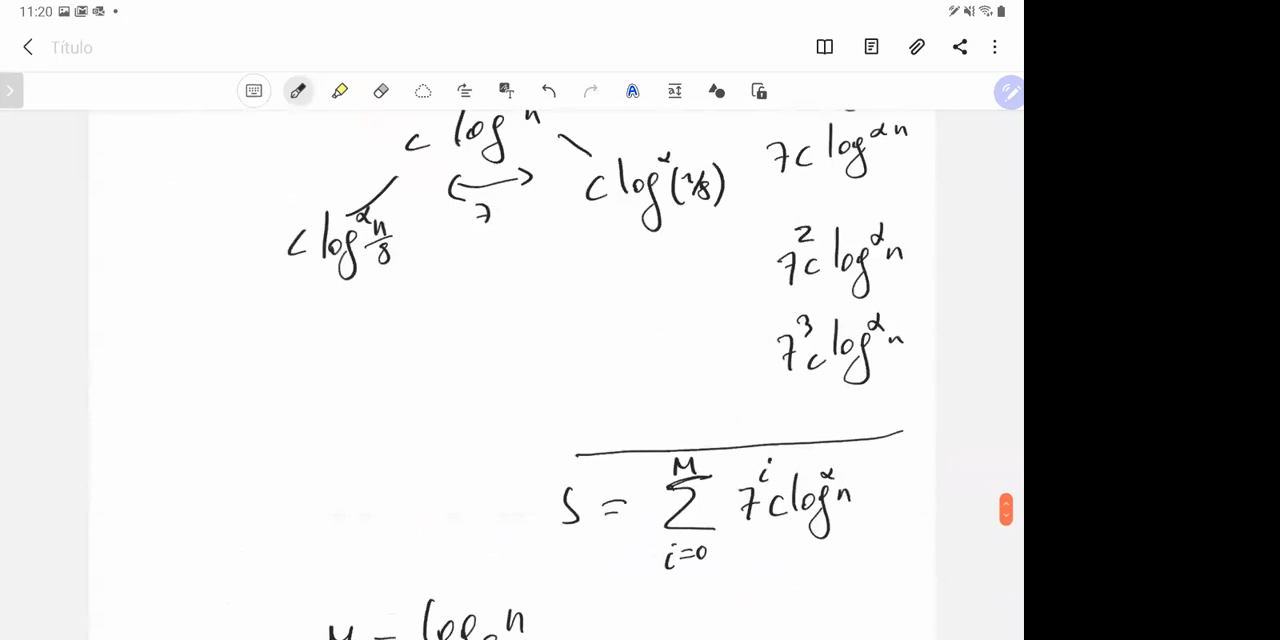 11:20
Título
c log n
7
c log^α n/8
c log^α (n/8)
7c log^α n
7^2 c log^α n
7^3 c log^α n
S = ∑_{i=0}^{M} 7^i c log^α n
M = log_8 n